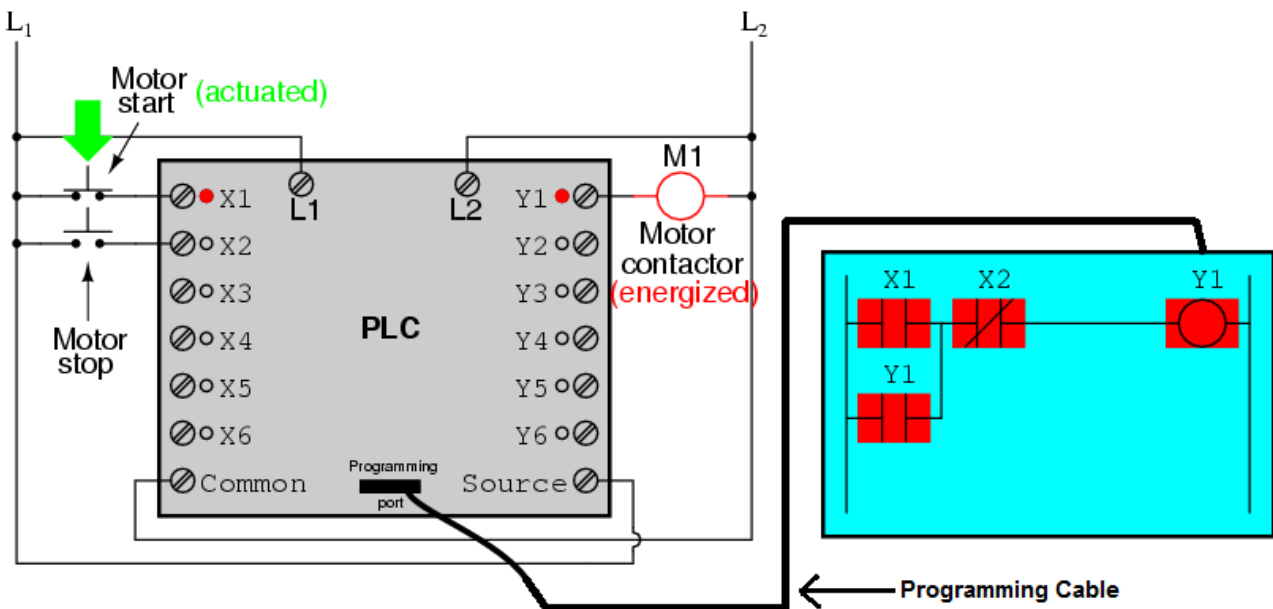 L1
L2
Motor
start
(actuated)
M1
X1
L1
L2
Y1
X2
Y2
Motor
contactor
(energized)
X3
Y3
PLC
Motor
stop
X4
Y4
X5
Y5
X6
Y6
Common
Programming
port
Source
X1
X2
Y1
Y1
Programming Cable